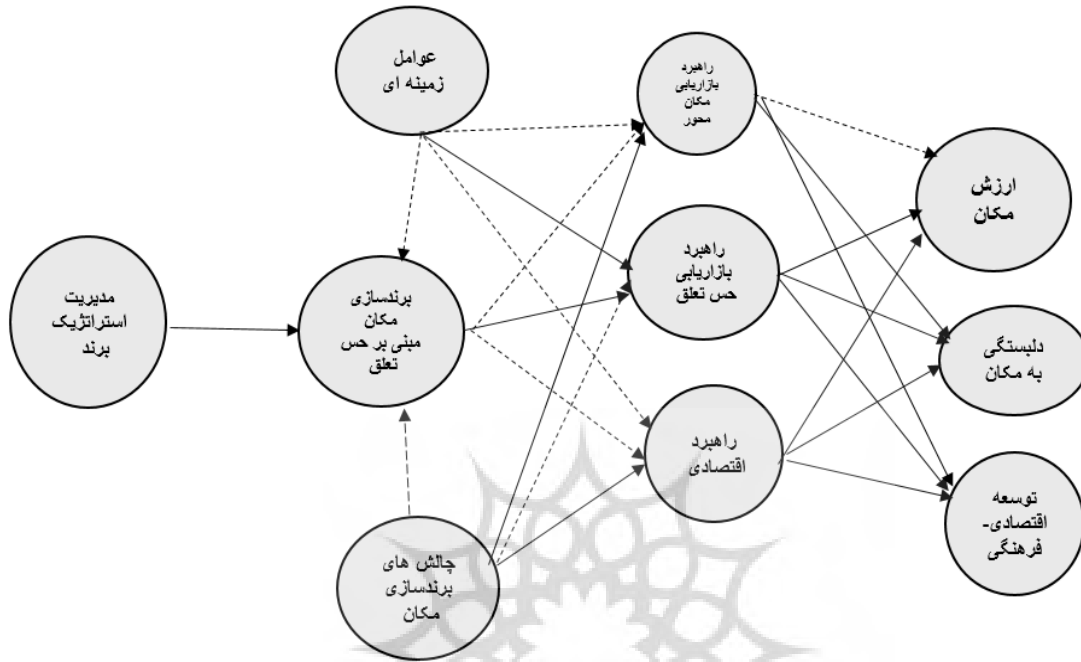 عوامل
زمینه ای
راهبرد
بازاریابی
مکان
محور
ارزش
مکان
راهبرد
بازاریابی
حس تعلق
مدیریت
استراتژیک
برند
برندسازی
مکان
مبنی بر حس
تعلق
دلبستگی
به مکان
راهبرد
اقتصادی
توسعه
اقتصادی-
فرهنگی
چالش های
برندسازی
مکان